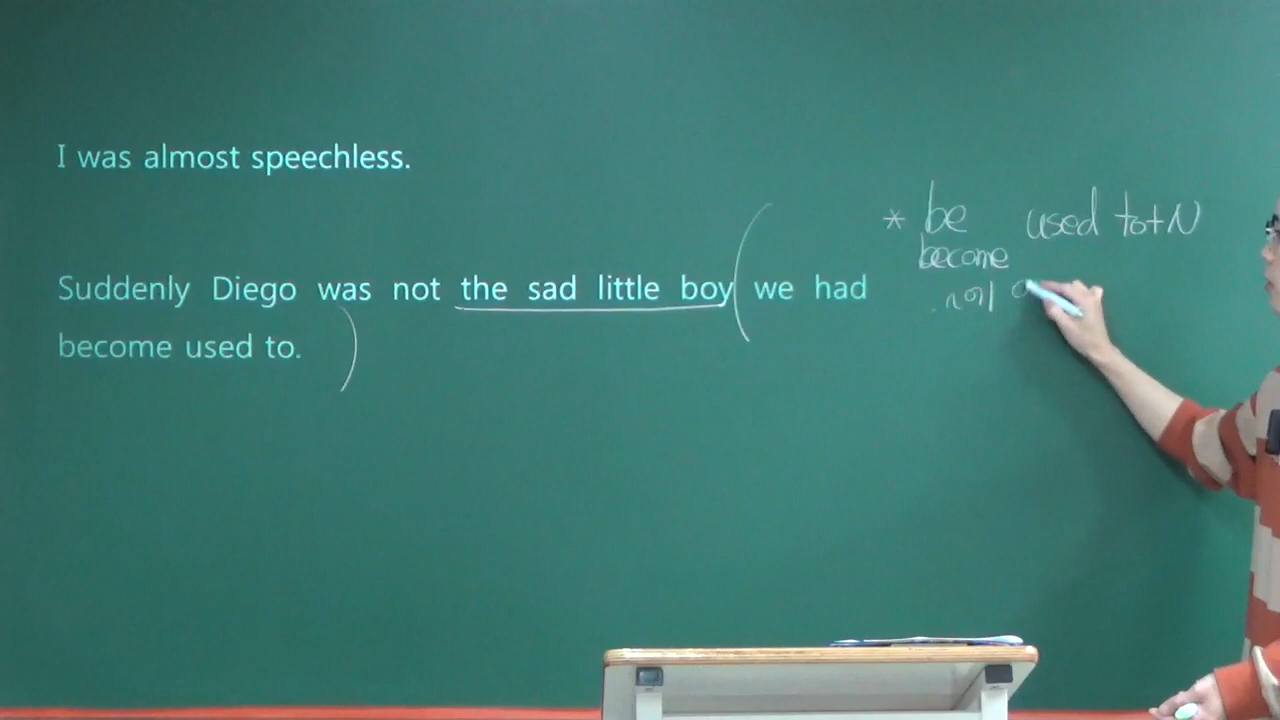 I was almost speechless.
Suddenly Diego was not the sad little boy we had
become used to.
* be used to+N
become